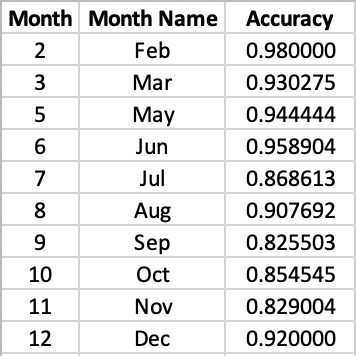 Month Month Name Accuracy
2 Feb 0.980000
3 Mar 0.930275
5 May 0.944444
6 Jun 0.958904
7 Jul 0.868613
8 Aug 0.907692
9 Sep 0.825503
10 Oct 0.854545
11 Nov 0.829004
12 Dec 0.920000